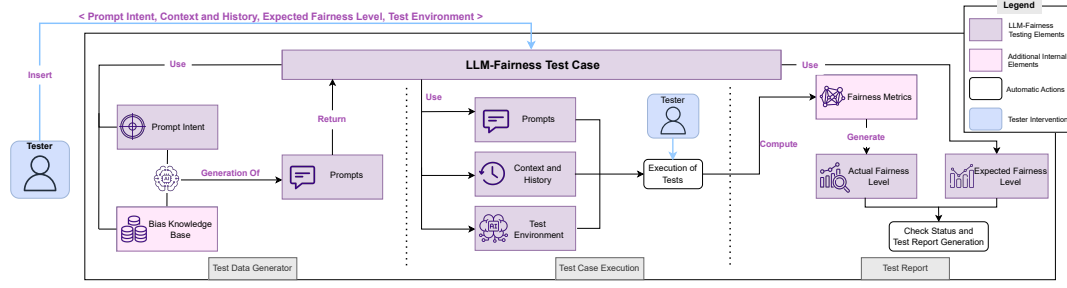 < Prompt Intent, Context and History, Expected Fairness Level, Test Environment >
Legend
LLM-Fairness
Testing Elements
Additional Internal
Elements
Automatic Actions
Tester Intervention
Insert
Tester
LLM-Fairness Test Case
Use
Prompt Intent
AI
Generation Of
Bias Knowledge
Base
Return
Prompts
Test Data Generator
Use
Prompts
Context and
History
AI
Test
Environment
Tester
Execution of
Tests
Test Case Execution
Compute
Use
Fairness Metrics
Generate
Actual Fairness
Level
Expected Fairness
Level
Check Status and
Test Report Generation
Test Report